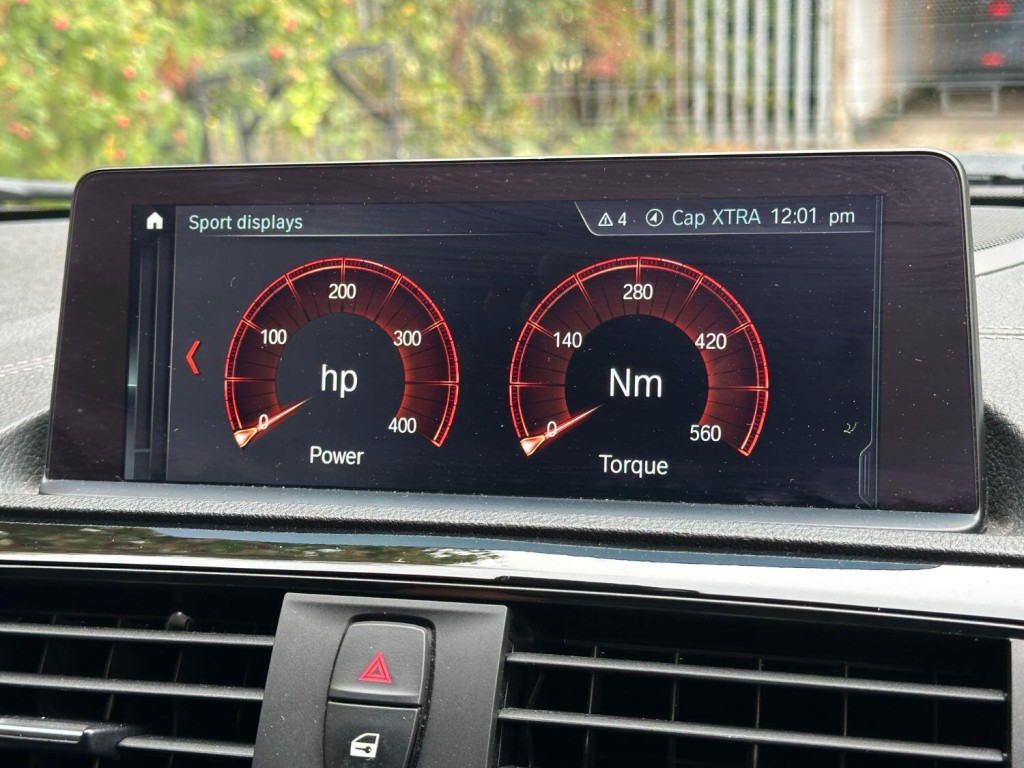 Sport displays
4 Cap XTRA 12:01 pm
0 100 200 300 400
hp
Power
0 140 280 420 560
Nm
Torque